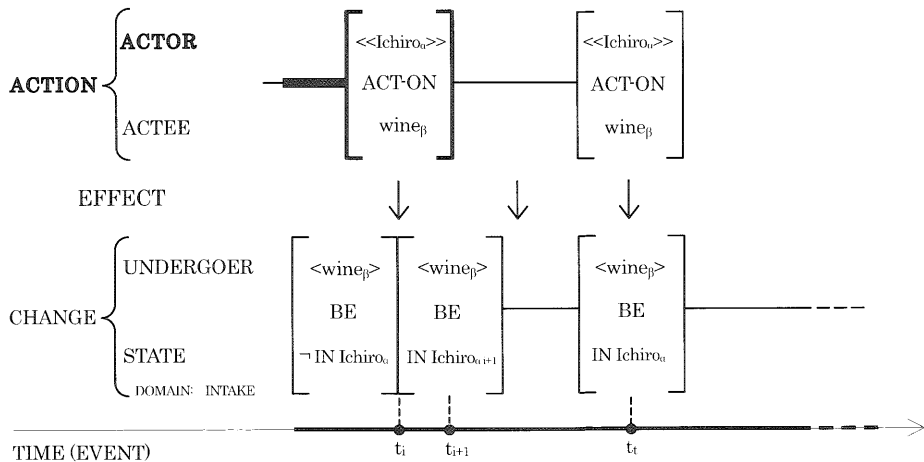 ACTOR
<<Ichiroα>> <<Ichiroα>>
ACTION ACT-ON ACT-ON
ACTEE wineβ wineβ
EFFECT
UNDERGOER <wineβ> <wineβ> <wineβ>
CHANGE BE BE BE
STATE ¬ IN Ichiroα IN Ichiroα i+1 IN Ichiroα
DOMAIN: INTAKE
TIME (EVENT) ti ti+1 tt